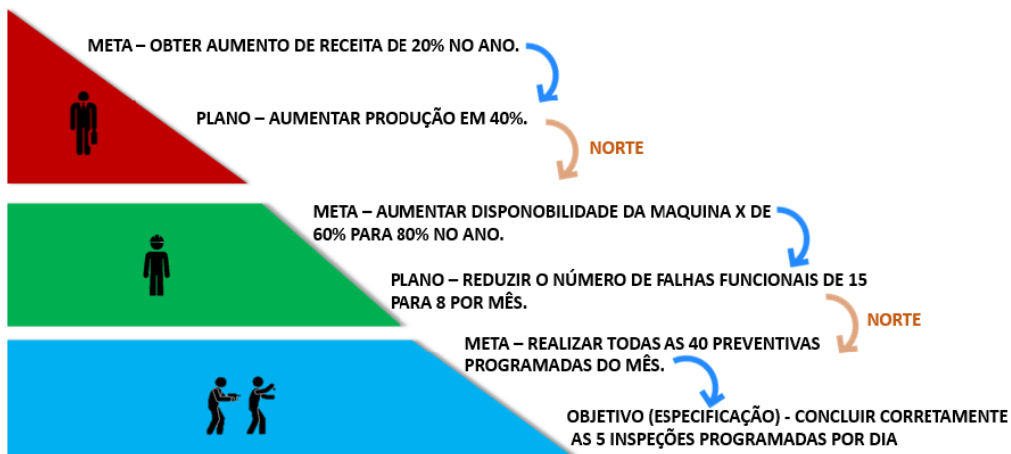 META – OBTER AUMENTO DE RECEITA DE 20% NO ANO.
PLANO – AUMENTAR PRODUÇÃO EM 40%.
NORTE
META – AUMENTAR DISPONOBILIDADE DA MAQUINA X DE
60% PARA 80% NO ANO.
PLANO – REDUZIR O NÚMERO DE FALHAS FUNCIONAIS DE 15
PARA 8 POR MÊS.
NORTE
META – REALIZAR TODAS AS 40 PREVENTIVAS
PROGRAMADAS DO MÊS.
OBJETIVO (ESPECIFICAÇÃO) - CONCLUIR CORRETAMENTE
AS 5 INSPEÇÕES PROGRAMADAS POR DIA